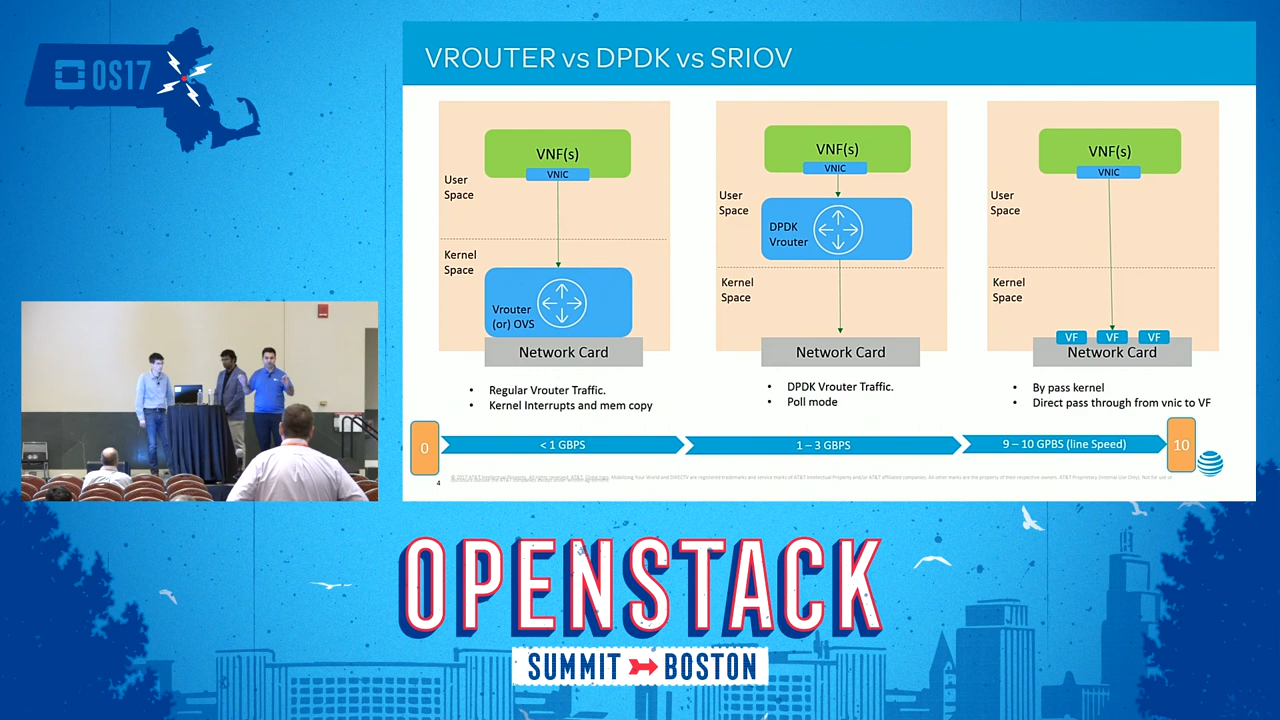 OS17
VROUTER vs DPDK vs SRIOV
VNF(s)
VNIC
User
Space
Kernel
Space
Vrouter
(or) OVS
Network Card
• Regular Vrouter Traffic.
• Kernel Interrupts and mem copy
VNF(s)
VNIC
User
Space
DPDK
Vrouter
Kernel
Space
Network Card
• DPDK Vrouter Traffic.
• Poll mode
VNF(s)
VNIC
User
Space
Kernel
Space
VF
VF
VF
Network Card
• By pass kernel
• Direct pass through from vnic to VF
0
< 1 GBPS
1 – 3 GBPS
9 – 10 GPBS (line Speed)
10
4
OPENSTACK
SUMMIT BOSTON